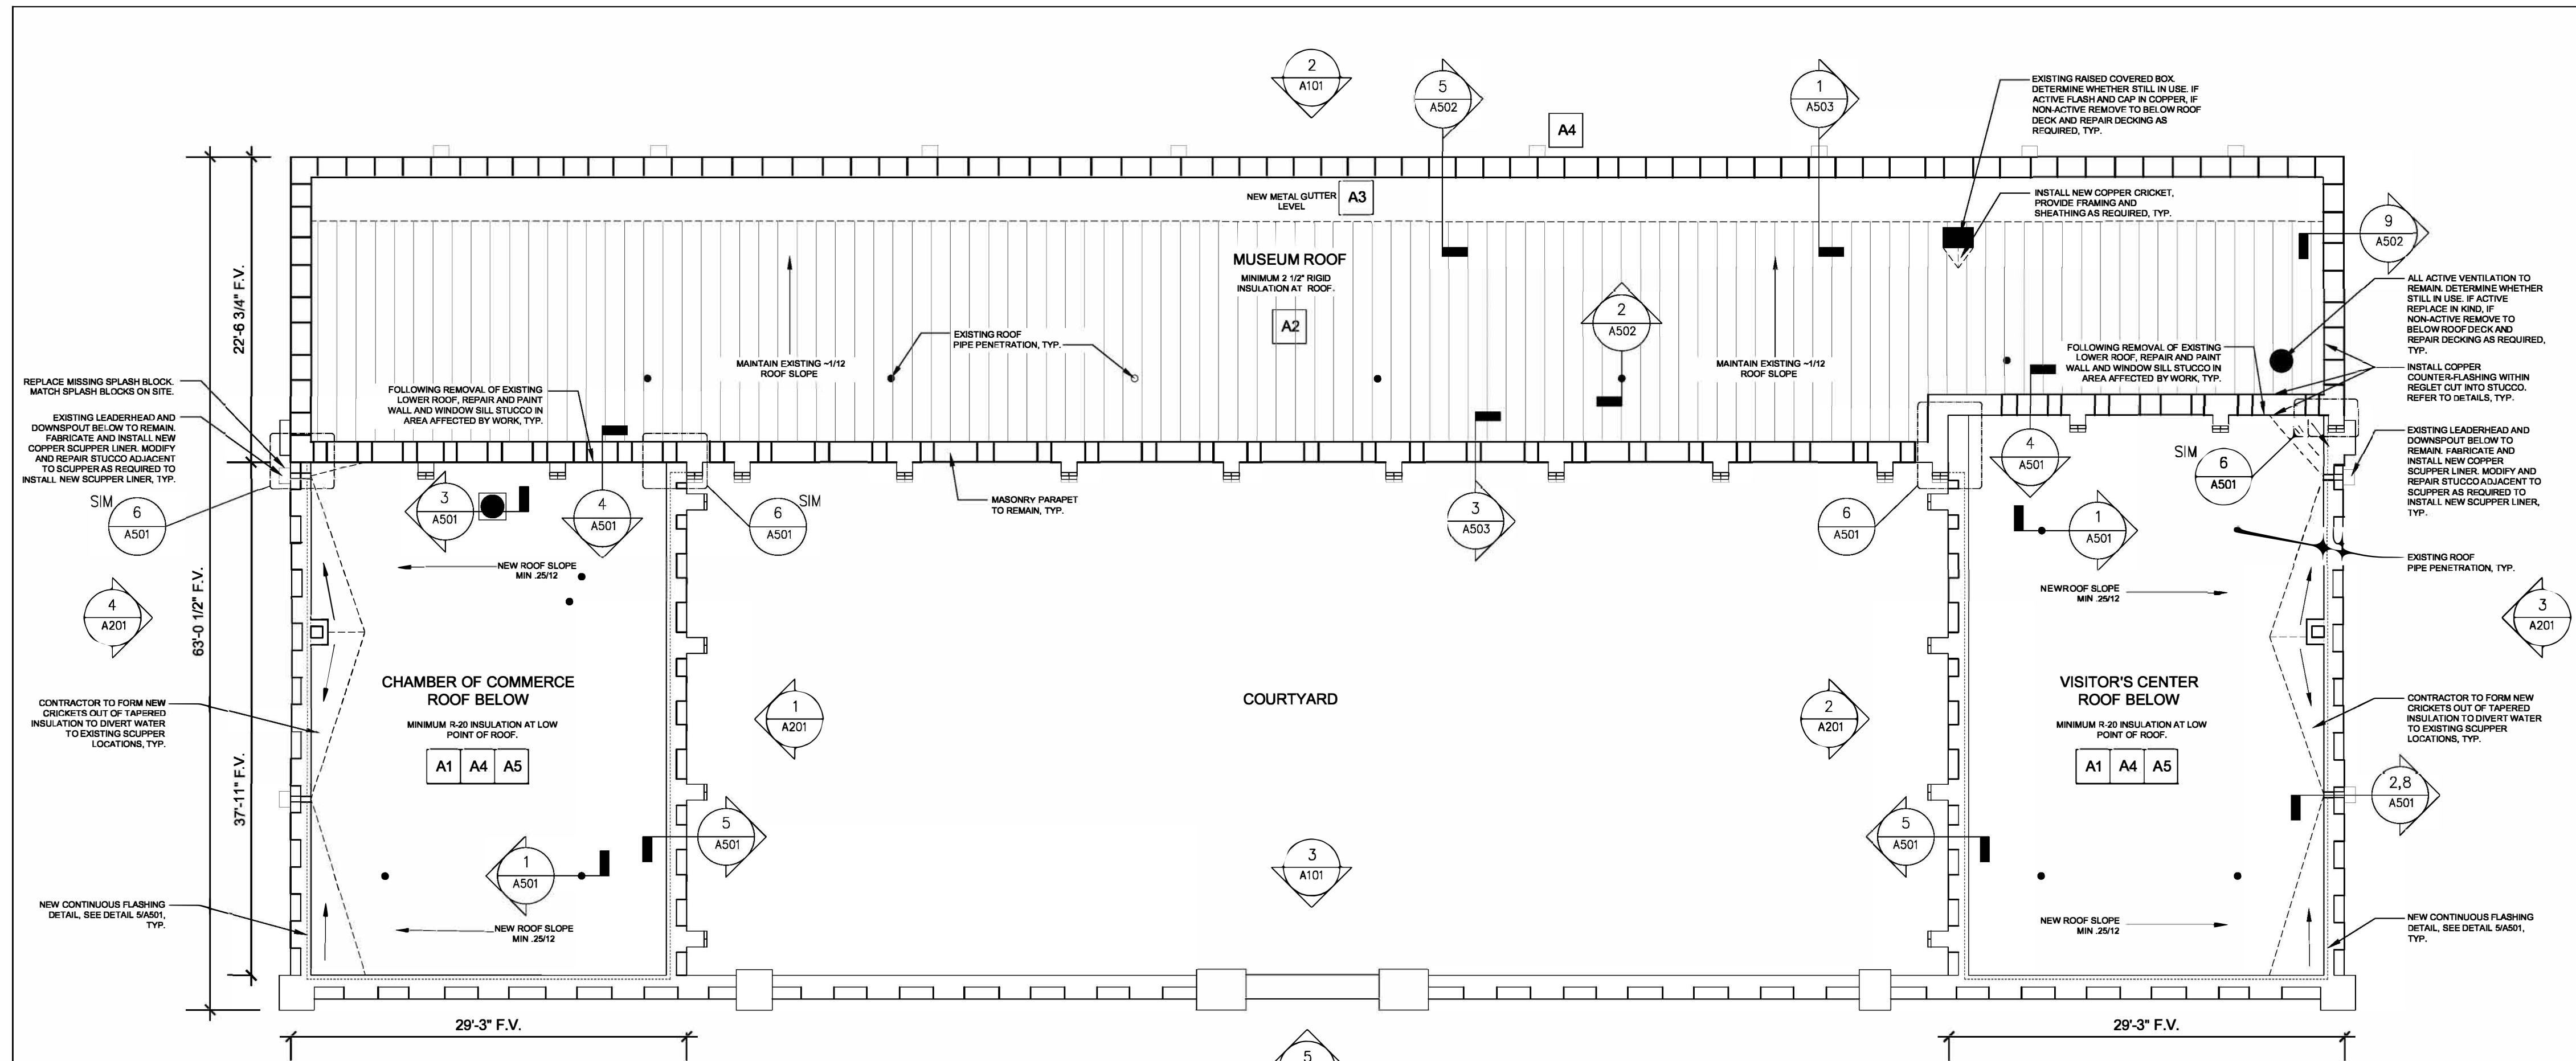 2
A101
5
A502
1
A503
A4
EXISTING RAISED COVERED BOX.
DETERMINE WHETHER STILL IN USE. IF
ACTIVE FLASH AND CAP IN COPPER, IF
NON-ACTIVE REMOVE TO BELOW ROOF
DECK AND REPAIR DECKING AS
REQUIRED, TYP.
NEW METAL GUTTER
LEVEL
A3
INSTALL NEW COPPER CRICKET,
PROVIDE FRAMING AND
SHEATHING AS REQUIRED, TYP.
9
A502
22'-6 3/4" F.V.
MUSEUM ROOF
MINIMUM 2 1/2" RIGID
INSULATION AT ROOF.
A2
2
A502
ALL ACTIVE VENTILATION TO
REMAIN. DETERMINE WHETHER
STILL IN USE. IF ACTIVE
REPLACE IN KIND, IF
NON-ACTIVE REMOVE TO
BELOW ROOF DECK AND
REPAIR DECKING AS REQUIRED,
TYP.
EXISTING ROOF
PIPE PENETRATION, TYP.
MAINTAIN EXISTING ~1/12
ROOF SLOPE
MAINTAIN EXISTING ~1/12
ROOF SLOPE
FOLLOWING REMOVAL OF EXISTING
LOWER ROOF, REPAIR AND PAINT
WALL AND WINDOW SILL STUCCO IN
AREA AFFECTED BY WORK, TYP.
REPLACE MISSING SPLASH BLOCK.
MATCH SPLASH BLOCKS ON SITE.
FOLLOWING REMOVAL OF EXISTING
LOWER ROOF, REPAIR AND PAINT
WALL AND WINDOW SILL STUCCO IN
AREA AFFECTED BY WORK, TYP.
INSTALL COPPER
COUNTER-FLASHING WITHIN
REGLET CUT INTO STUCCO.
REFER TO DETAILS, TYP.
EXISTING LEADERHEAD AND
DOWNSPOUT BELOW TO REMAIN.
FABRICATE AND INSTALL NEW
COPPER SCUPPER LINER. MODIFY
AND REPAIR STUCCO ADJACENT
TO SCUPPER AS REQUIRED TO
INSTALL NEW SCUPPER LINER, TYP.
EXISTING LEADERHEAD AND
DOWNSPOUT BELOW TO
REMAIN. FABRICATE AND
INSTALL NEW COPPER
SCUPPER LINER. MODIFY AND
REPAIR STUCCO ADJACENT TO
SCUPPER AS REQUIRED TO
INSTALL NEW SCUPPER LINER,
TYP.
SIM
6
A501
3
A501
4
A501
6
A501
SIM
MASONRY PARAPET
TO REMAIN, TYP.
3
A503
6
A501
4
A501
SIM
6
A501
1
A501
EXISTING ROOF
PIPE PENETRATION, TYP.
NEW ROOF SLOPE
MIN .25/12
NEWROOF SLOPE
MIN .25/12
4
A201
63'-0 1/2" F.V.
3
A201
CHAMBER OF COMMERCE
ROOF BELOW
MINIMUM R-20 INSULATION AT LOW
POINT OF ROOF.
A1 A4 A5
1
A201
COURTYARD
2
A201
VISITOR'S CENTER
ROOF BELOW
MINIMUM R-20 INSULATION AT LOW
POINT OF ROOF.
A1 A4 A5
CONTRACTOR TO FORM NEW
CRICKETS OUT OF TAPERED
INSULATION TO DIVERT WATER
TO EXISTING SCUPPER
LOCATIONS, TYP.
CONTRACTOR TO FORM NEW
CRICKETS OUT OF TAPERED
INSULATION TO DIVERT WATER
TO EXISTING SCUPPER
LOCATIONS, TYP.
37'-11" F.V.
2,8
A501
5
A501
5
A501
1
A501
3
A101
NEW CONTINUOUS FLASHING
DETAIL, SEE DETAIL 5/A501,
TYP.
NEW ROOF SLOPE
MIN .25/12
NEW ROOF SLOPE
MIN .25/12
NEW CONTINUOUS FLASHING
DETAIL, SEE DETAIL 5/A501,
TYP.
29'-3" F.V.
29'-3" F.V.
5